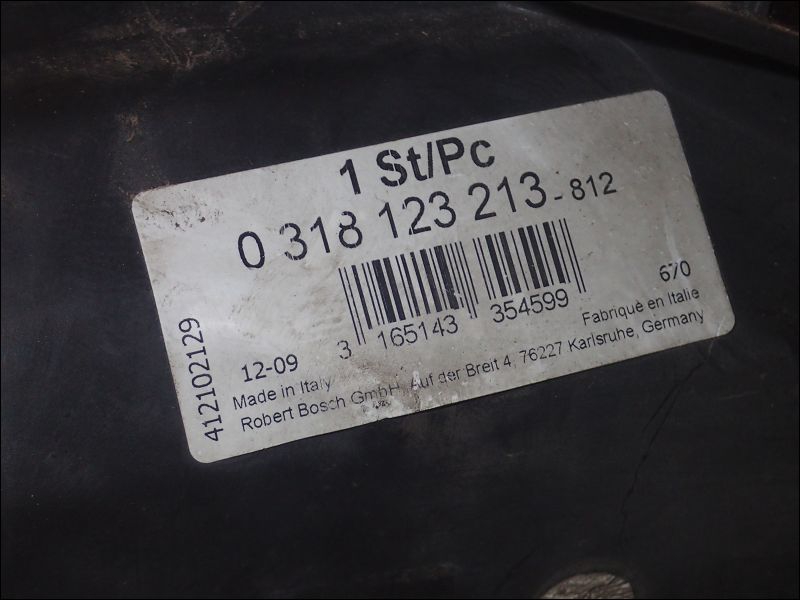 1 St/Pc
0 318 123 213 - 812
3 165143 354599
670
12-09
Fabriqué en Italie
Made in Italy
Robert Bosch GmbH, Auf der Breit 4, 76227 Karlsruhe, Germany
412102129